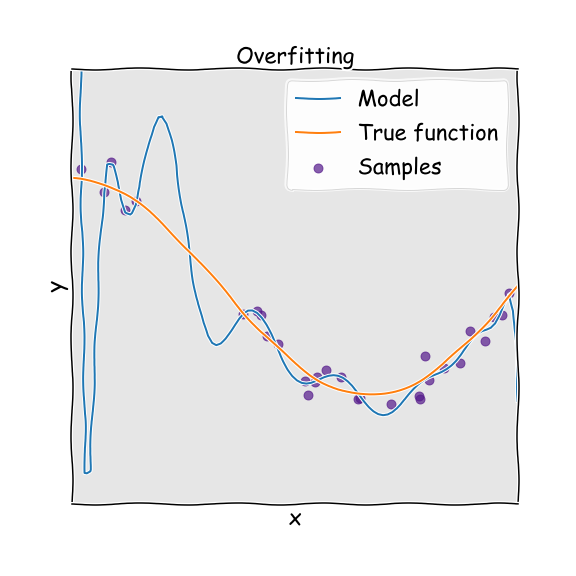 Overfitting
Model
True function
Samples
y
x